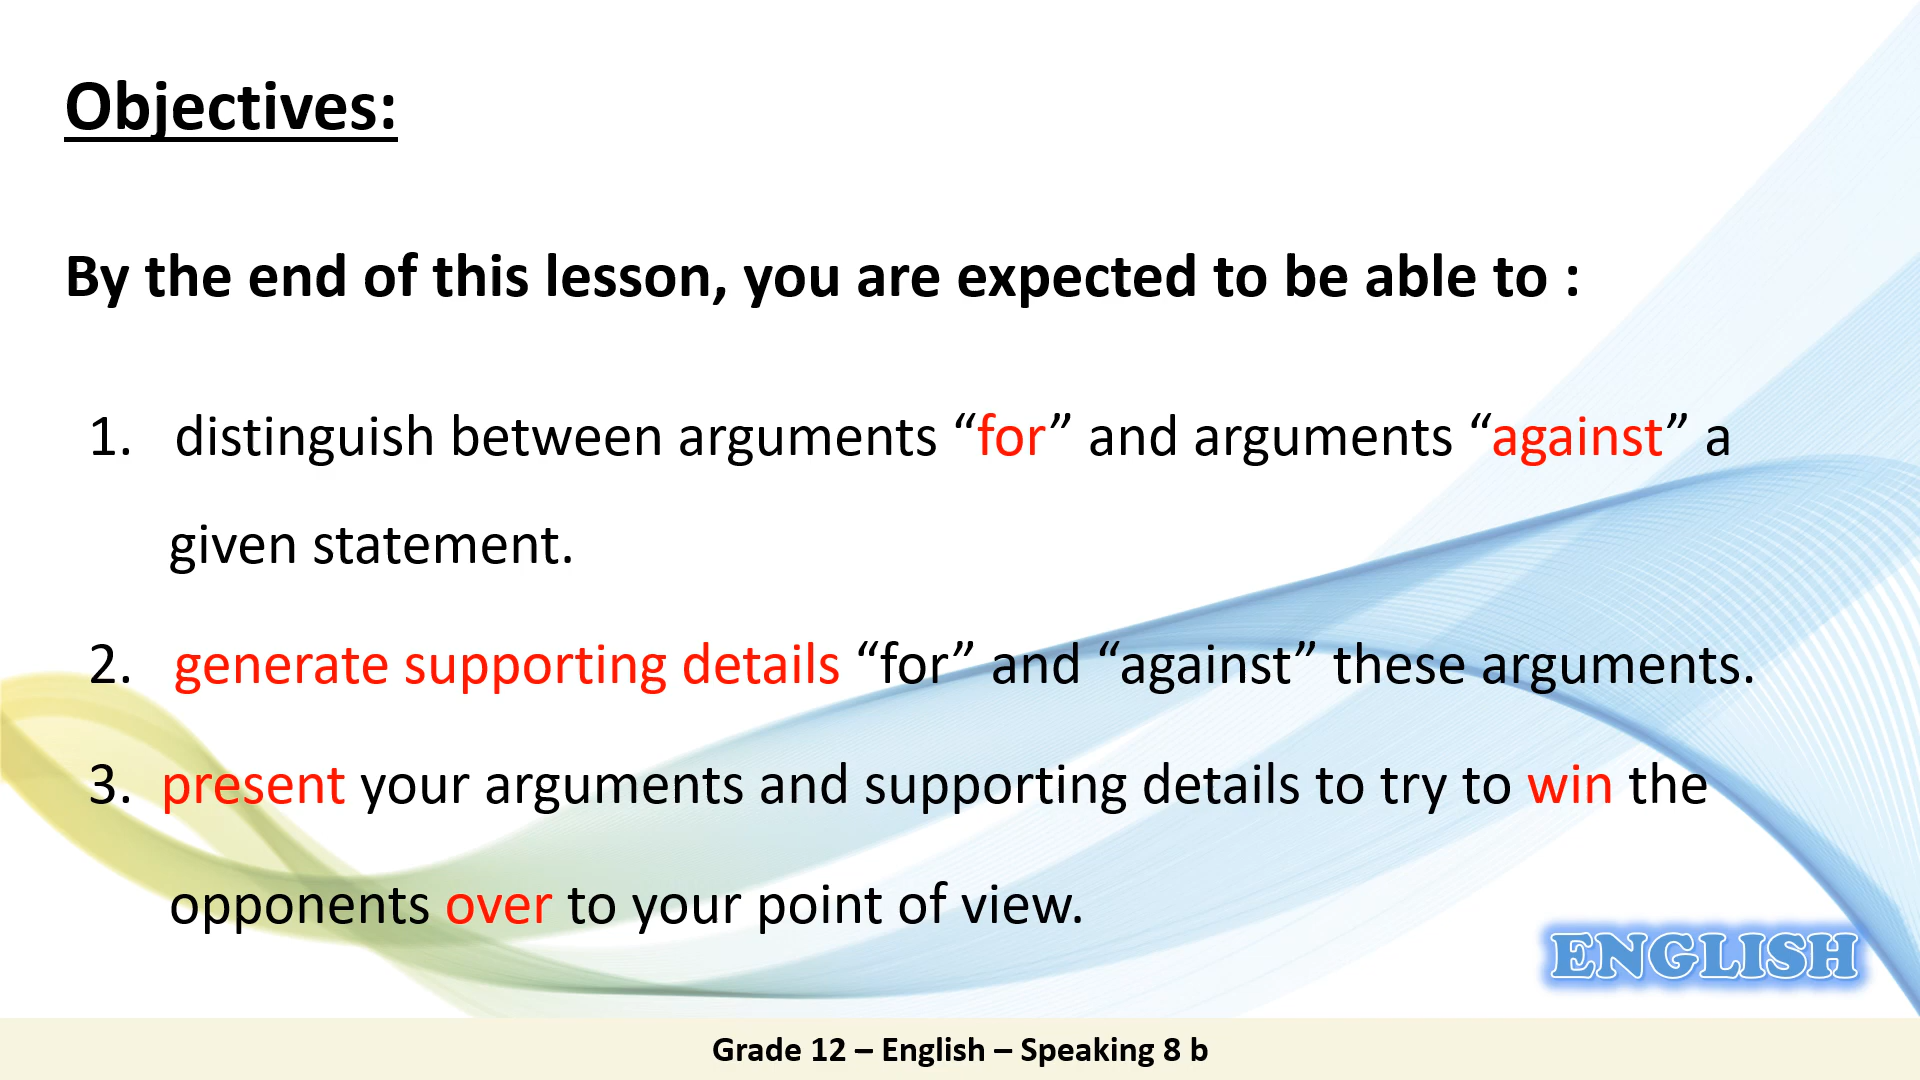 Objectives:
By the end of this lesson, you are expected to be able to :
1. distinguish between arguments “for” and arguments “against” a
given statement.
2. generate supporting details “for” and “against” these arguments.
3. present your arguments and supporting details to try to win the
opponents over to your point of view.
ENGLISH
Grade 12 – English – Speaking 8 b